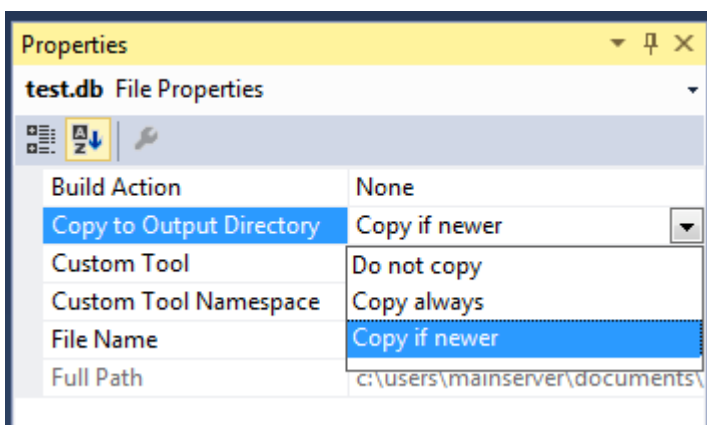 Properties
test.db File Properties
Build Action None
Copy to Output Directory Copy if newer
Custom Tool Do not copy
Custom Tool Namespace Copy always
File Name Copy if newer
Full Path c:\users\mainserver\documents\